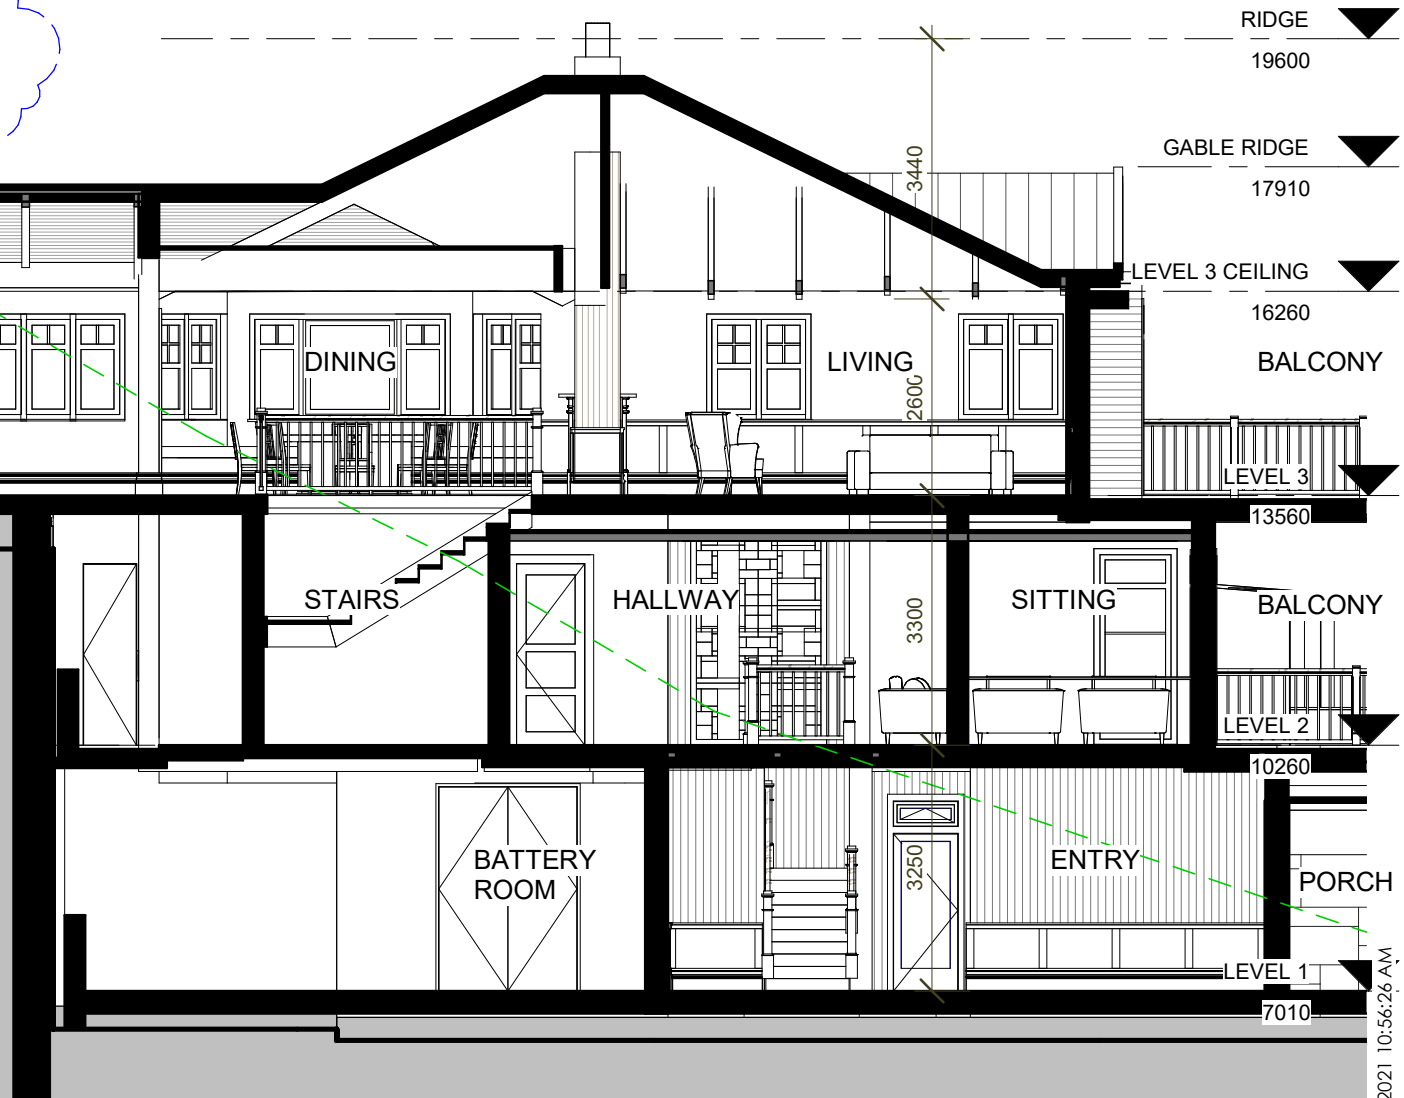 RIDGE
19600
GABLE RIDGE
17910
3440
LEVEL 3 CEILING
16260
DINING
LIVING
BALCONY
2600
LEVEL 3
13560
STAIRS
HALLWAY
SITTING
BALCONY
3300
LEVEL 2
10260
BATTERY
ROOM
3250
ENTRY
PORCH
LEVEL 1
7010
2021 10:56:26 AM